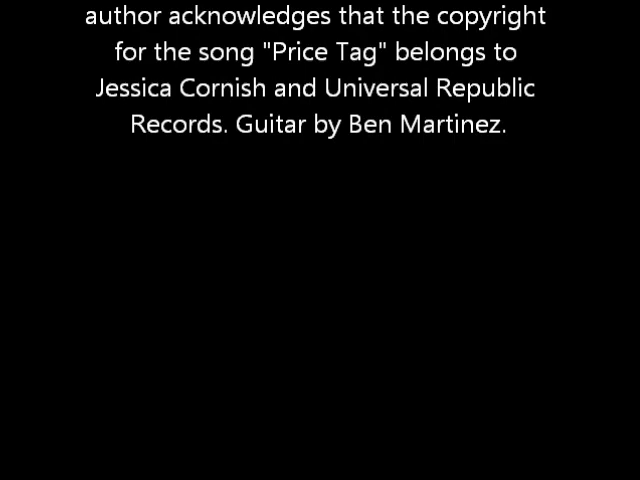 author acknowledges that the copyright
for the song "Price Tag" belongs to
Jessica Cornish and Universal Republic
Records. Guitar by Ben Martinez.